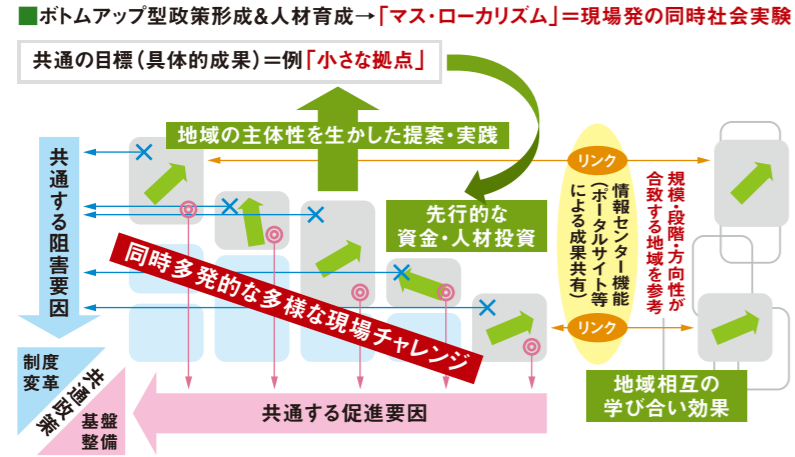 ■ボトムアップ型政策形成&人材育成→「マス・ローカリズム」＝現場発の同時社会実験
共通の目標（具体的成果）＝例「小さな拠点」
地域の主体性を生かした提案・実践
先行的な
資金・人材投資
共通する阻害要因
同時多発的な多様な現場チャレンジ
リンク
情報センター機能
（ポータルサイト等
による成果共有）
リンク
規模・段階・方向性が
合致する地域を参考
地域相互の
学び合い効果
制度
変革
共通政策
基盤
整備
共通する促進要因